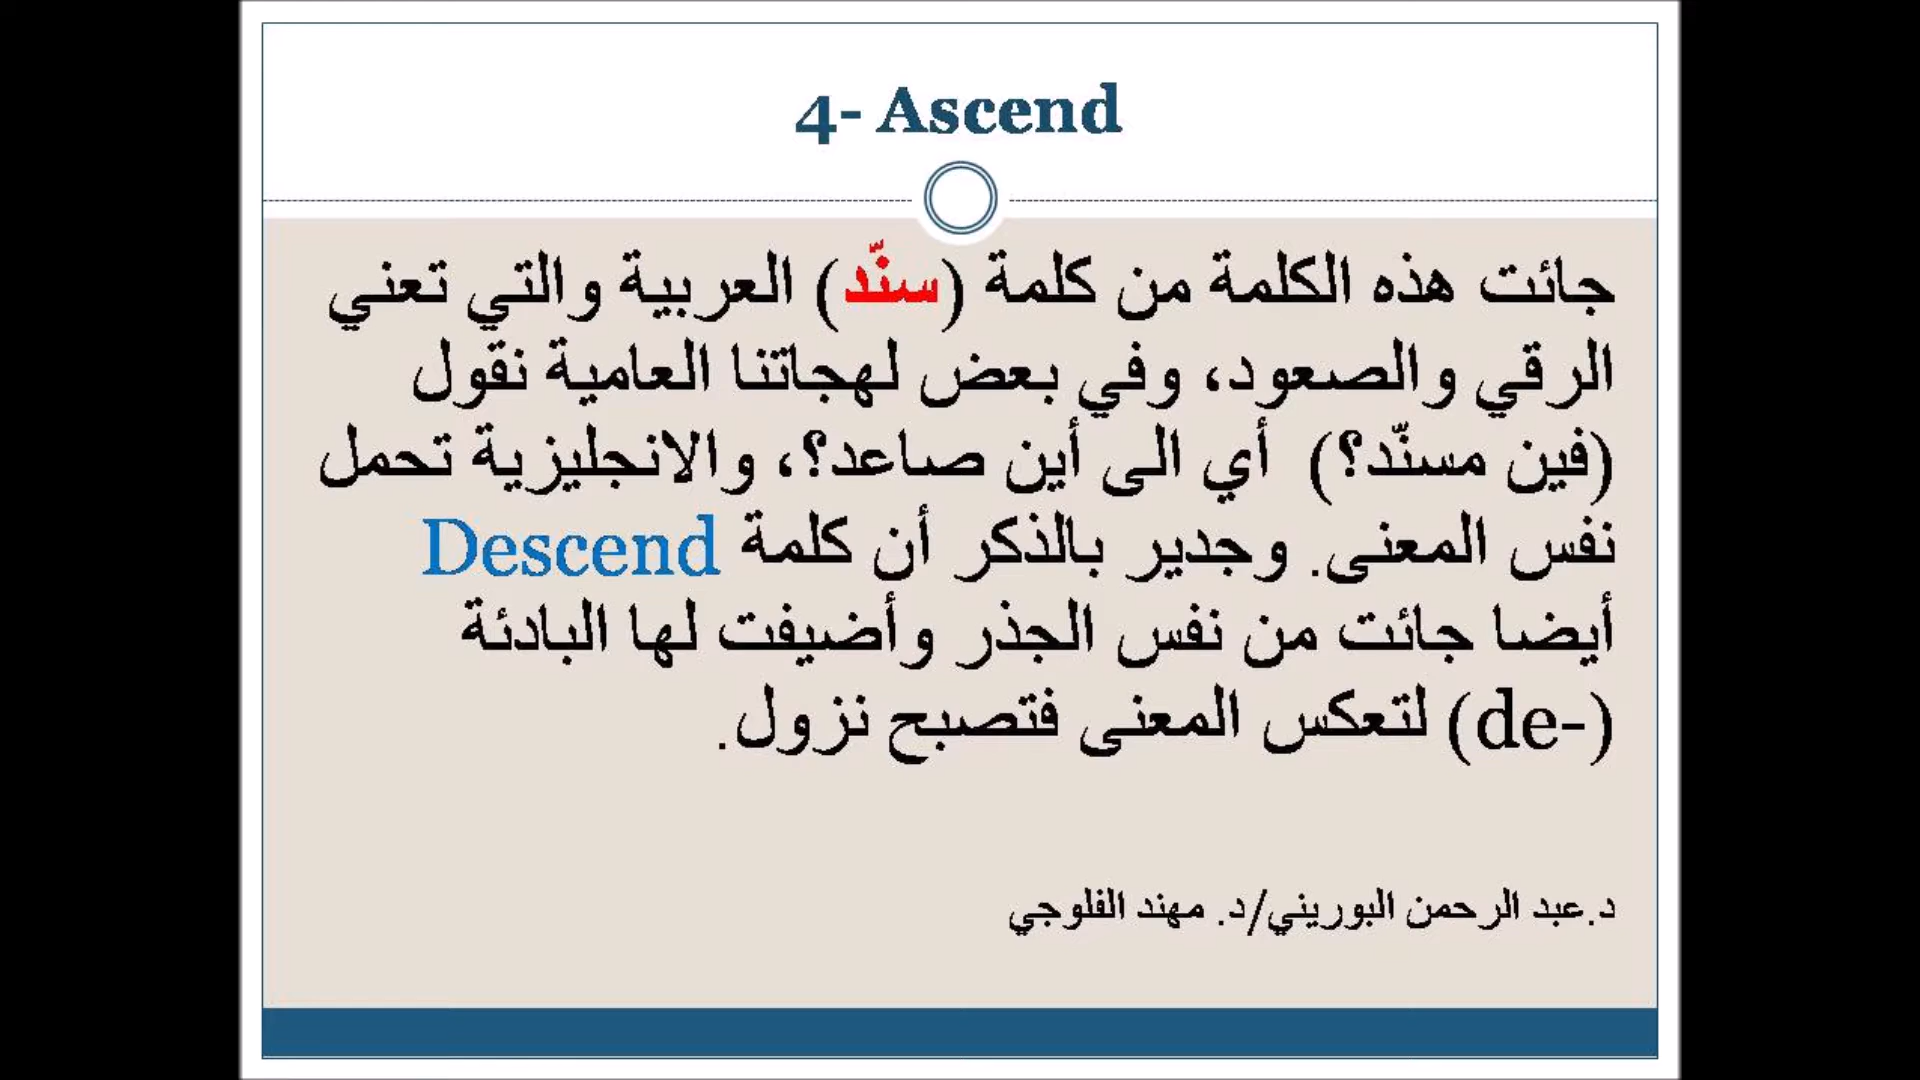 4- Ascend
جائت هذه الكلمة من كلمة (سنّد) العربية والتي تعني
الرقي والصعود، وفي بعض لهجاتنا العامية نقول
(فين مسنّد؟) أي الى أين صاعد؟، والانجليزية تحمل
نفس المعنى. وجدير بالذكر أن كلمة Descend
أيضا جائت من نفس الجذر وأضيفت لها البادئة
(de-) لتعكس المعنى فتصبح نزول.
د.عبد الرحمن البوريني/د. مهند الفلوجي